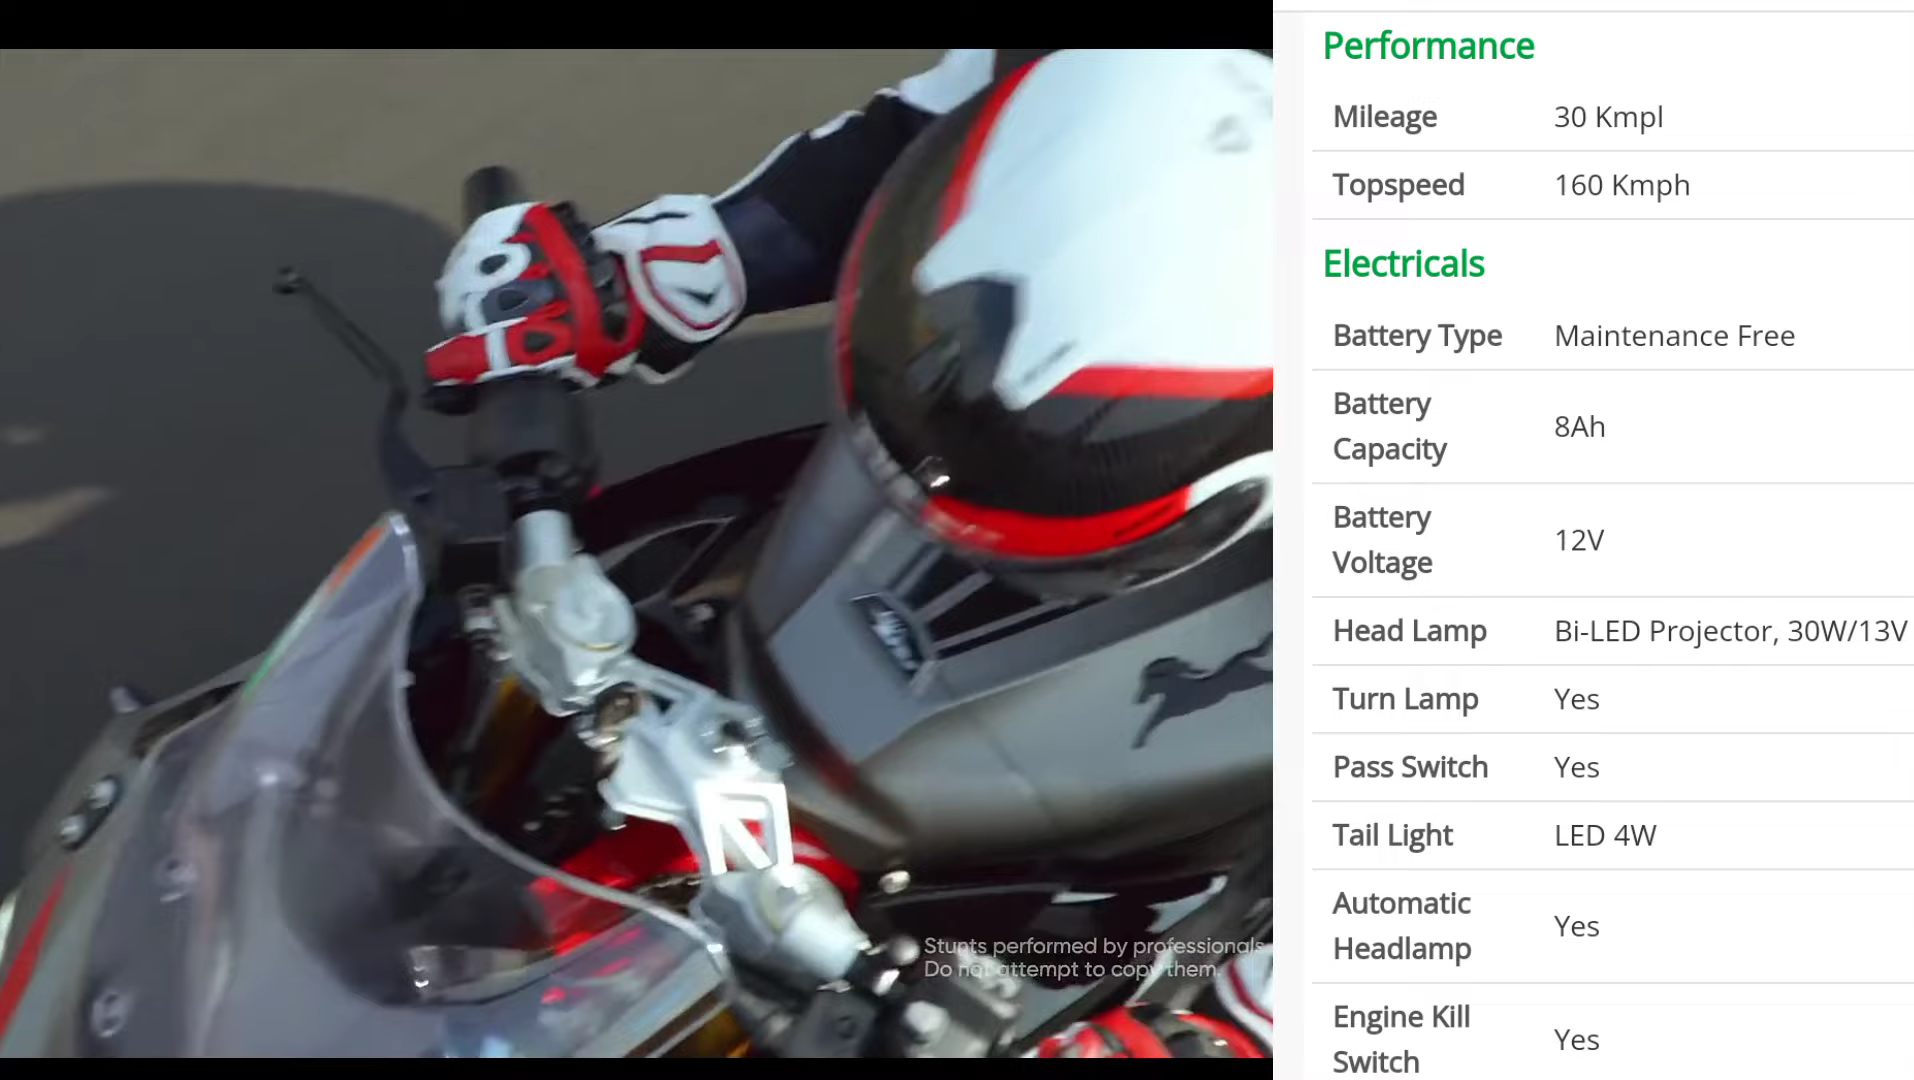 Performance
Mileage 30 Kmpl
Topspeed 160 Kmph
Electricals
Battery Type Maintenance Free
Battery
Capacity
8Ah
Battery
Voltage
12V
Head Lamp Bi-LED Projector, 30W/13V
Turn Lamp Yes
Pass Switch Yes
Tail Light LED 4W
Automatic
Headlamp
Yes
Engine Kill
Switch
Yes
Stunts performed by professionals.
Do not attempt to copy them.